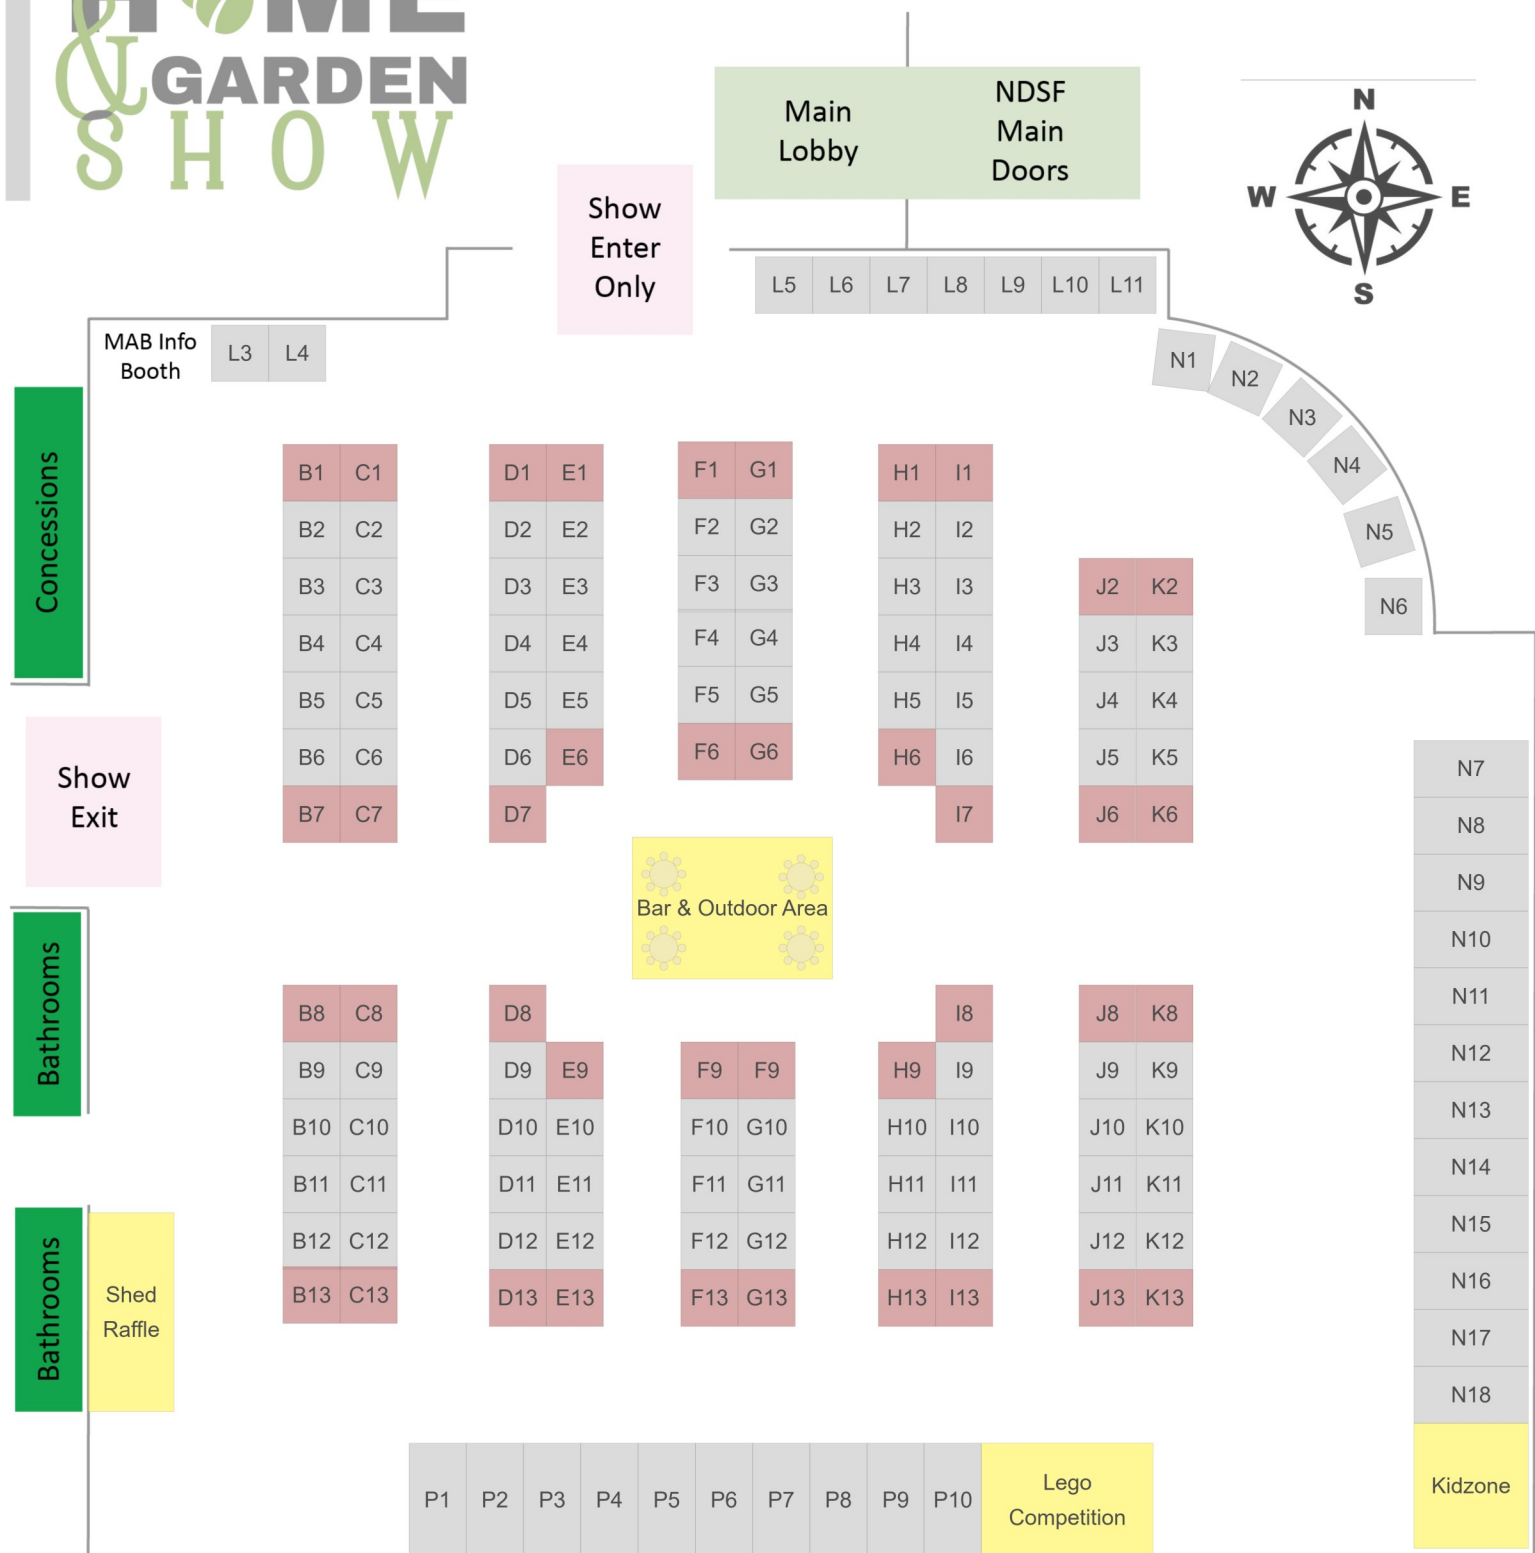 HOME
& GARDEN
SHOW
Main
Lobby
NDSF
Main
Doors
N
W
E
S
Show
Enter
Only
L5 L6 L7 L8 L9 L10 L11
MAB Info
Booth
L3 L4
N1
N2
N3
N4
N5
N6
Concessions
B1 C1 D1 E1 F1 G1 H1 I1
B2 C2 D2 E2 F2 G2 H2 I2
B3 C3 D3 E3 F3 G3 H3 I3 J2 K2
B4 C4 D4 E4 F4 G4 H4 I4 J3 K3
B5 C5 D5 E5 F5 G5 H5 I5 J4 K4
B6 C6 D6 E6 F6 G6 H6 I6 J5 K5
B7 C7 D7 I7 J6 K6
Show
Exit
Bar & Outdoor Area
Bathrooms
B8 C8 D8 I8 J8 K8
B9 C9 D9 E9 F9 F9 H9 I9 J9 K9
B10 C10 D10 E10 F10 G10 H10 I10 J10 K10
B11 C11 D11 E11 F11 G11 H11 I11 J11 K11
B12 C12 D12 E12 F12 G12 H12 I12 J12 K12
B13 C13 D13 E13 F13 G13 H13 I13 J13 K13
Bathrooms
Shed
Raffle
N7
N8
N9
N10
N11
N12
N13
N14
N15
N16
N17
N18
Kidzone
P1 P2 P3 P4 P5 P6 P7 P8 P9 P10
Lego
Competition